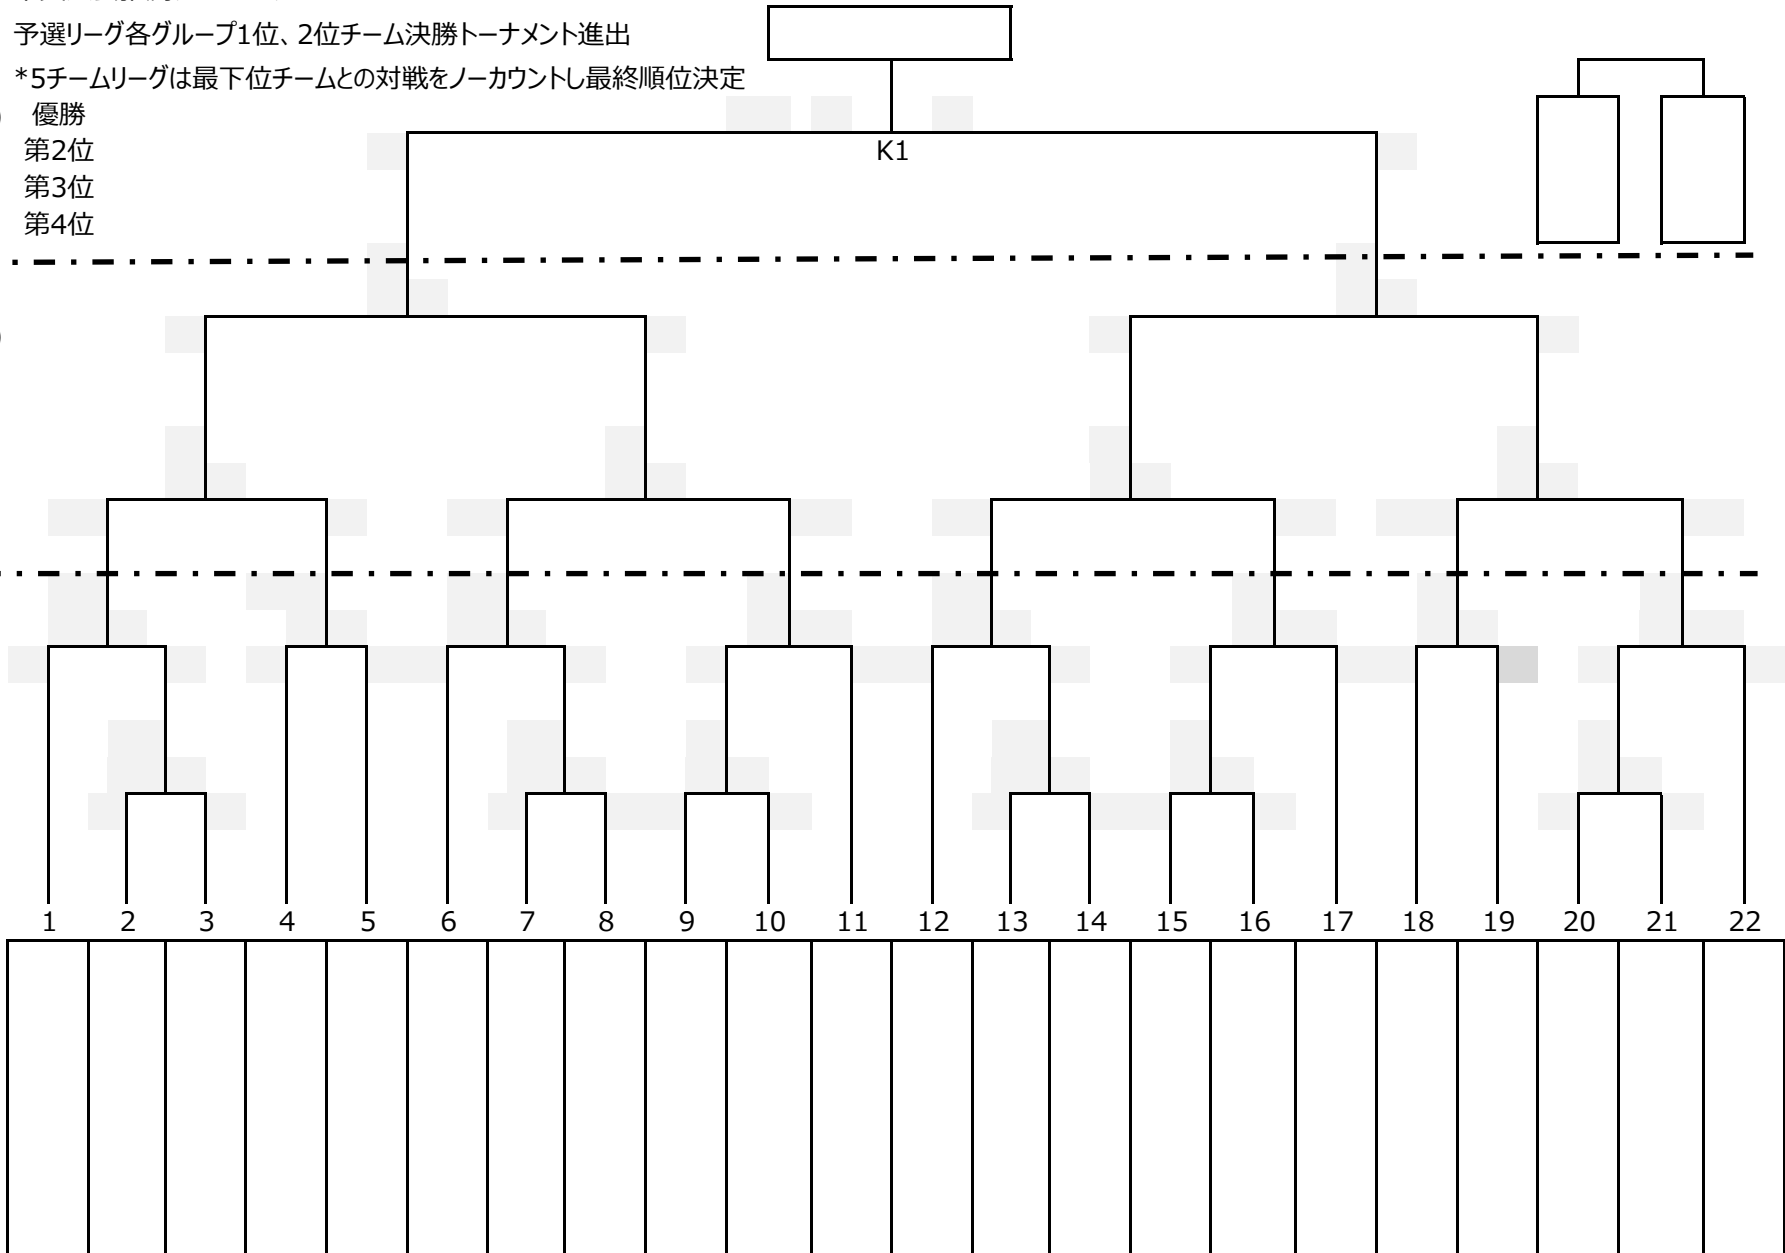 予選リーグ各グループ1位、2位チーム決勝トーナメント進出
*5チームリーグは最下位チームとの対戦をノーカウントし最終順位決定
優勝
第2位
K1
第3位
第4位
1 2 3 4 5 6 7 8 9 10 11 12 13 14 15 16 17 18 19 20 21 22